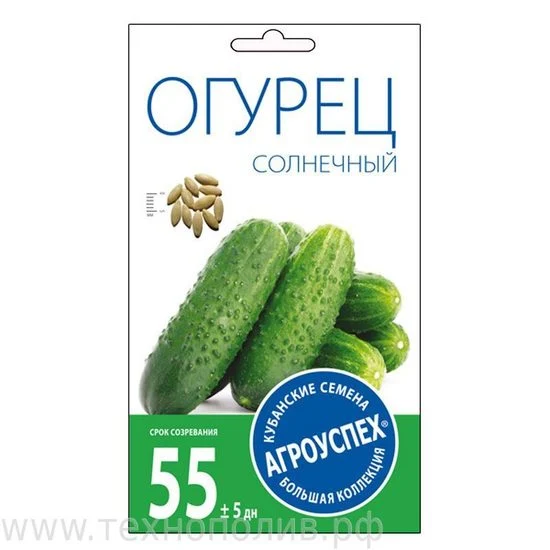 ОГУРЕЦ
СОЛНЕЧНЫЙ
СРОК СОЗРЕВАНИЯ
55 ± 5 дн
КУБАНСКИЕ СЕМЕНА
АГРОУСПЕХ®
БОЛЬШАЯ КОЛЛЕКЦИЯ
www.технополив.рф